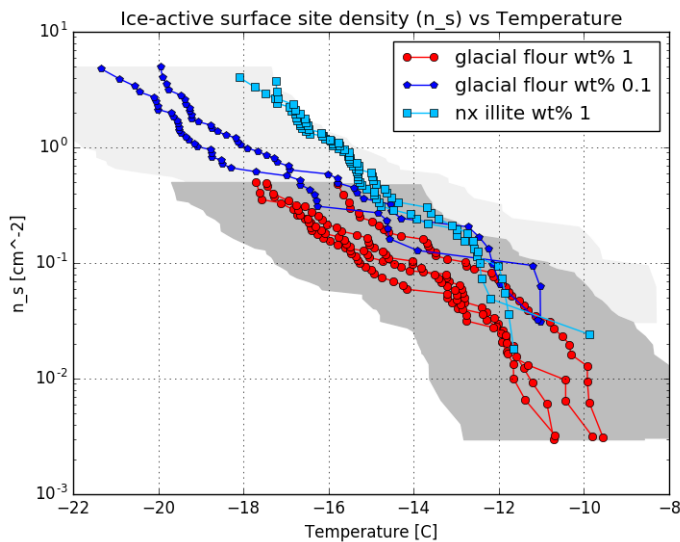 Ice-active surface site density (n_s) vs Temperature
10^1
10^0
10^-1
10^-2
10^-3
n_s [cm^-2]
glacial flour wt% 1
glacial flour wt% 0.1
nx illite wt% 1
−22 −20 −18 −16 −14 −12 −10 −8
Temperature [C]